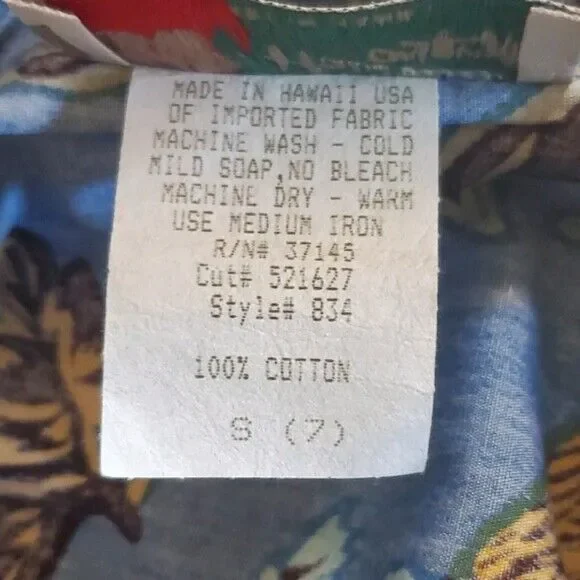 MADE IN HAWAII USA
OF IMPORTED FABRIC
MACHINE WASH - COLD
MILD SOAP,NO BLEACH
MACHINE DRY - WARM
USE MEDIUM IRON
R/N# 37145
Cut# 521627
Style# 834
100% COTTON
S (7)